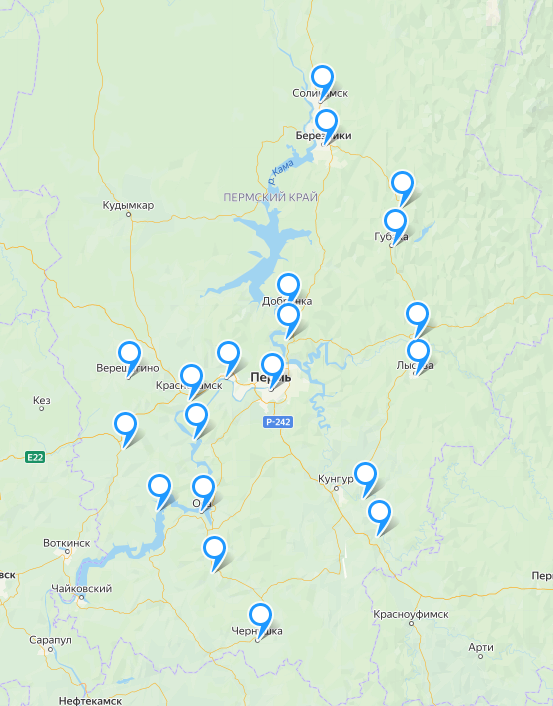 Соликамск
Березники
р. Кама
ПЕРМСКИЙ КРАЙ
Кудымкар
Губаха
Добрянка
Верещагино
Лысьва
Краснокамск
Пермь
Кез
Р-242
Е22
Кунгур
Оса
Воткинск
Чайковский
Красноуфимск
Чернушка
Сарапул
Арти
Нефтекамск